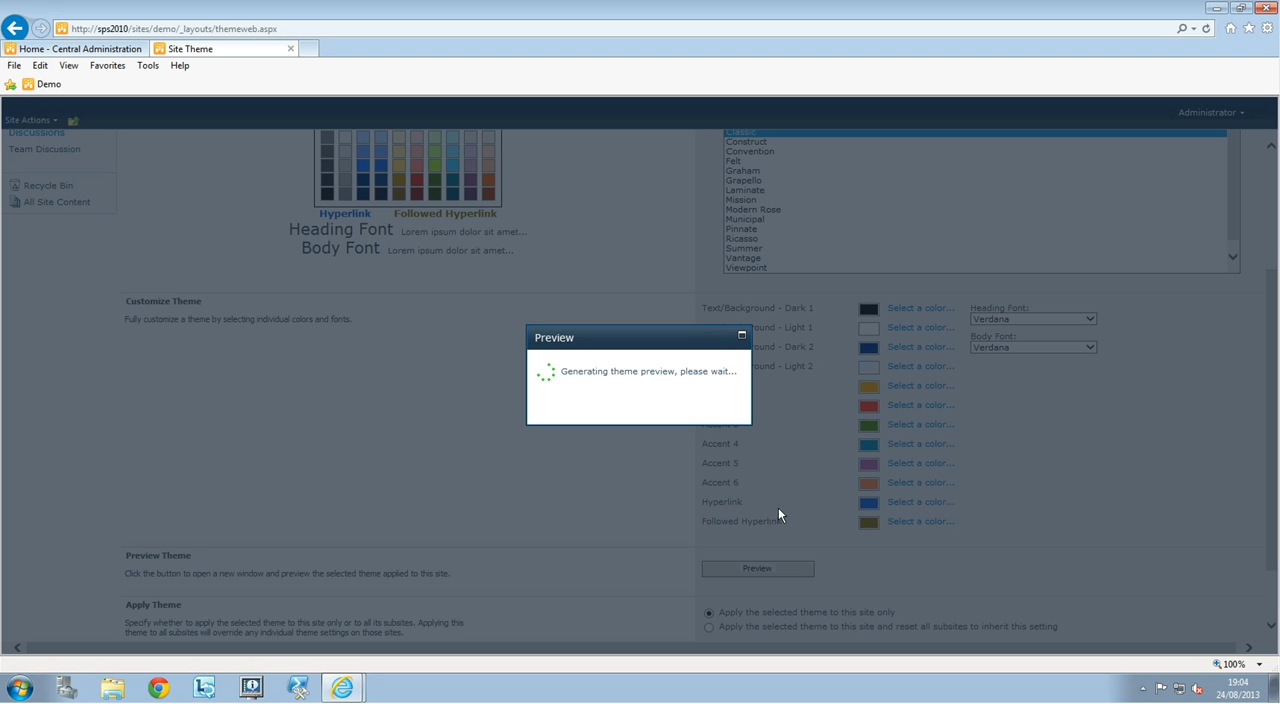 http://sps2010/sites/demo/_layouts/themeweb.aspx
Home - Central Administration
Site Theme
File Edit View Favorites Tools Help
Demo
Site Actions
Administrator
Discussions
Team Discussion
Recycle Bin
All Site Content
Hyperlink Followed Hyperlink
Heading Font Lorem ipsum dolor sit amet...
Body Font Lorem ipsum dolor sit amet...
Classic
Construct
Convention
Felt
Graham
Grapello
Laminate
Mission
Modern Rose
Municipal
Pinnate
Ricasso
Summer
Vantage
Viewpoint
Customize Theme
Fully customize a theme by selecting individual colors and fonts.
Text/Background - Dark 1 Select a color...
ound - Light 1 Select a color...
ound - Dark 2 Select a color...
ound - Light 2 Select a color...
Select a color...
Select a color...
Select a color...
Accent 4 Select a color...
Accent 5 Select a color...
Accent 6 Select a color...
Hyperlink Select a color...
Followed Hyperlink Select a color...
Heading Font:
Verdana
Body Font:
Verdana
Preview
Generating theme preview, please wait...
Preview Theme
Click the button to open a new window and preview the selected theme applied to this site.
Preview
Apply Theme
Specify whether to apply the selected theme to this site only or to all its subsites. Applying this
theme to all subsites will override any individual theme settings on those sites.
Apply the selected theme to this site only
Apply the selected theme to this site and reset all subsites to inherit this setting
100%
19:04
24/08/2013